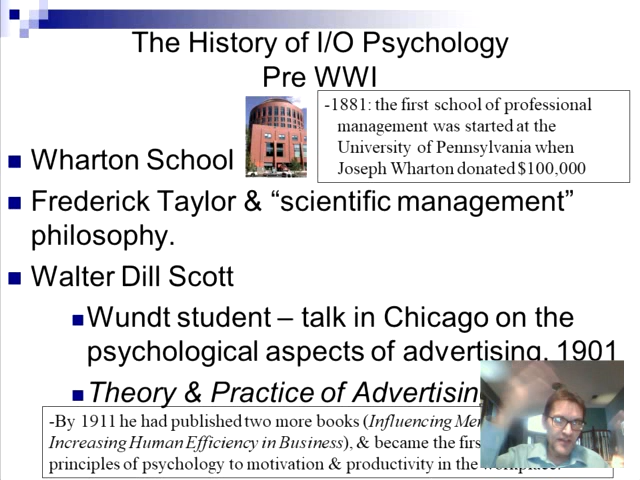 The History of I/O Psychology
Pre WWI
-1881: the first school of professional
management was started at the
University of Pennsylvania when
Joseph Wharton donated $100,000
Wharton School
Frederick Taylor & “scientific management”
philosophy.
Walter Dill Scott
Wundt student – talk in Chicago on the
psychological aspects of advertising, 1901
Theory & Practice of
-By 1911 he had published two more books (Influencing
Increasing Human Efficiency in Business), & became the
principles of psychology to motivation & productivity in the workplace.